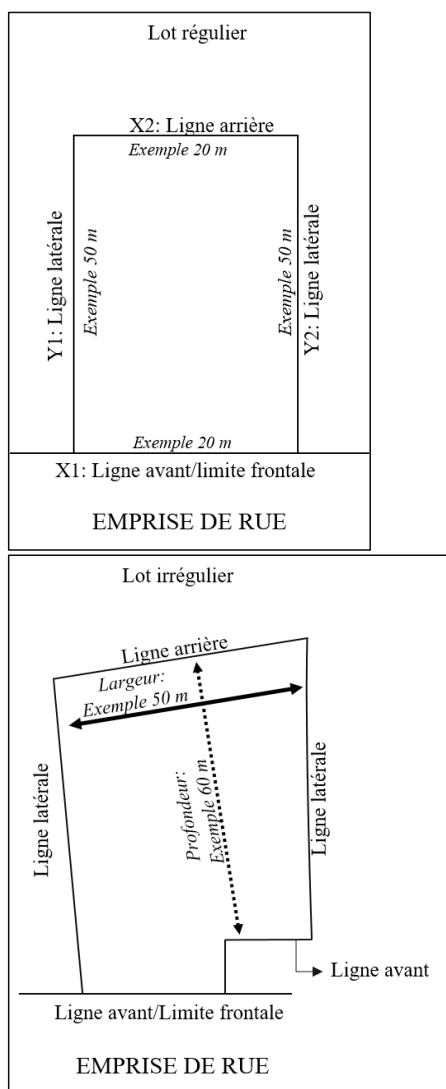 Lot régulier
X2: Ligne arrière
Exemple 20 m
Y1: Ligne latérale
Exemple 50 m
Exemple 50 m
Y2: Ligne latérale
Exemple 20 m
X1: Ligne avant/limite frontale
EMPRISE DE RUE
Lot irrégulier
Ligne arrière
Largeur:
Exemple 50 m
Ligne latérale
Profondeur:
Exemple 60 m
Ligne latérale
Ligne avant
Ligne avant/Limite frontale
EMPRISE DE RUE